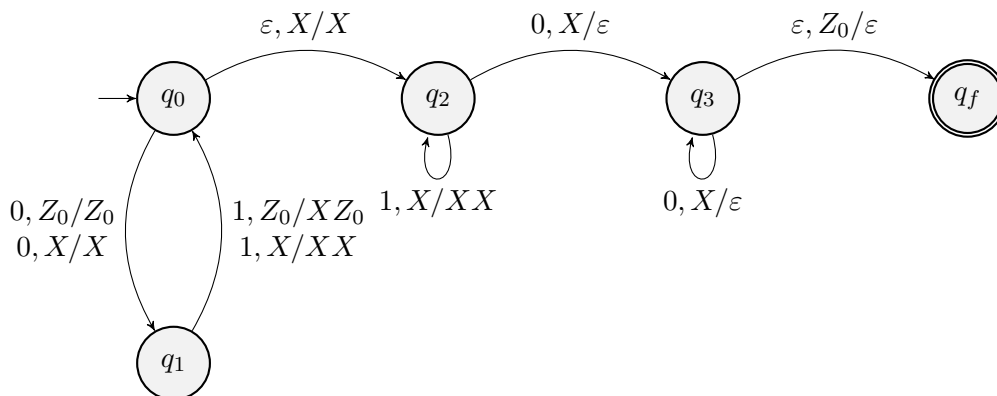 ε, X/X
0, X/ε
ε, Z₀/ε
q₀
q₂
q₃
q_f
1, X/XX
0, X/ε
0, Z₀/Z₀
0, X/X
1, Z₀/XZ₀
1, X/XX
q₁